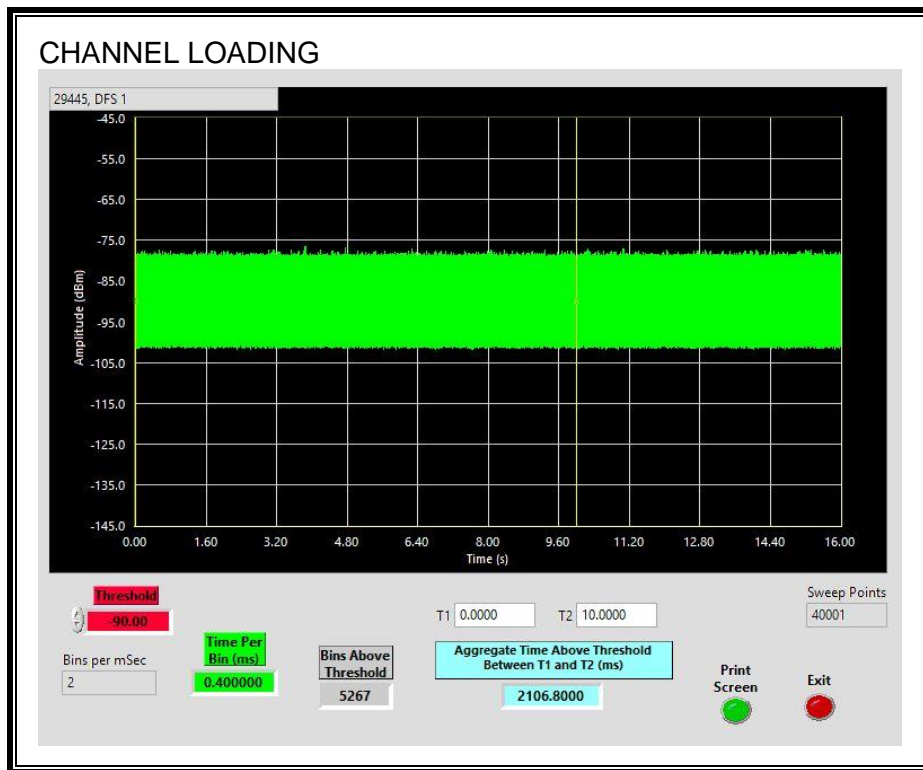 CHANNEL LOADING
29445, DFS 1
-45.0
-55.0
-65.0
-75.0
-85.0
-95.0
-105.0
-115.0
-125.0
-135.0
-145.0
Amplitude (dBm)
0.00 1.60 3.20 4.80 6.40 8.00 9.60 11.20 12.80 14.40 16.00
Time (s)
Threshold
-90.00
Bins per mSec
2
Time Per
Bin (ms)
0.400000
Bins Above
Threshold
5267
T1 0.0000 T2 10.0000
Aggregate Time Above Threshold
Between T1 and T2 (ms)
2106.8000
Sweep Points
40001
Print
Screen
Exit